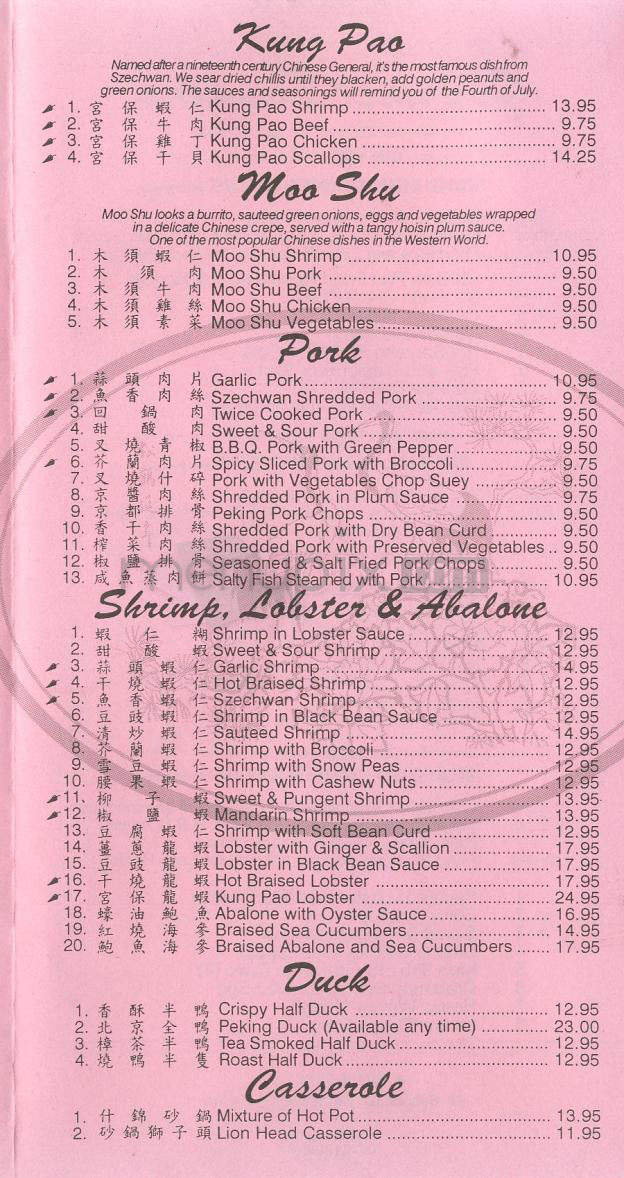 Kung Pao
Named after a nineteenth century Chinese General, it's the most famous dish from
Szechwan. We sear dried chillis until they blacken, add golden peanuts and
green onions. The sauces and seasonings will remind you of the Fourth of July.
1. 宮保蝦仁 Kung Pao Shrimp 13.95
2. 宮保牛肉 Kung Pao Beef 9.75
3. 宮保雞丁 Kung Pao Chicken 9.75
4. 宮保干貝 Kung Pao Scallops 14.25
Moo Shu
Moo Shu looks a burrito, sauteed green onions, eggs and vegetables wrapped
in a delicate Chinese crepe, served with a tangy hoisin plum sauce.
One of the most popular Chinese dishes in the Western World.
1. 木須蝦仁 Moo Shu Shrimp 10.95
2. 木須肉 Moo Shu Pork 9.50
3. 木須牛肉 Moo Shu Beef 9.50
4. 木須雞絲 Moo Shu Chicken 9.50
5. 木須素菜 Moo Shu Vegetables 9.50
Pork
1. 蒜頭肉片 Garlic Pork 10.95
2. 魚香肉絲 Szechwan Shredded Pork 9.75
3. 回鍋肉 Twice Cooked Pork 9.50
4. 甜酸肉 Sweet & Sour Pork 9.50
5. 叉燒青椒 B.B.Q. Pork with Green Pepper 9.50
6. 芥蘭肉片 Spicy Sliced Pork with Broccoli 9.75
7. 叉燒什碎 Pork with Vegetables Chop Suey 9.50
8. 京醬肉絲 Shredded Pork in Plum Sauce 9.75
9. 京都排骨 Peking Pork Chops 9.50
10. 香干肉絲 Shredded Pork with Dry Bean Curd 9.50
11. 榨菜肉絲 Shredded Pork with Preserved Vegetables 9.50
12. 椒鹽排骨 Seasoned & Salt Fried Pork Chops 9.50
13. 咸魚蒸肉餅 Salty Fish Steamed with Pork 10.95
Shrimp, Lobster & Abalone
1. 蝦仁糊 Shrimp in Lobster Sauce 12.95
2. 甜酸蝦 Sweet & Sour Shrimp 12.95
3. 蒜頭蝦仁 Garlic Shrimp 14.95
4. 干燒蝦仁 Hot Braised Shrimp 12.95
5. 魚香蝦仁 Szechwan Shrimp 12.95
6. 豆豉蝦仁 Shrimp in Black Bean Sauce 12.95
7. 清炒蝦仁 Sauteed Shrimp 14.95
8. 芥蘭蝦仁 Shrimp with Broccoli 12.95
9. 雪豆蝦仁 Shrimp with Snow Peas 12.95
10. 腰果蝦仁 Shrimp with Cashew Nuts 12.95
11. 柳子蝦 Sweet & Pungent Shrimp 13.95
12. 椒鹽蝦 Mandarin Shrimp 13.95
13. 豆腐蝦仁 Shrimp with Soft Bean Curd 12.95
14. 薑蔥龍蝦 Lobster with Ginger & Scallion 17.95
15. 豆豉龍蝦 Lobster in Black Bean Sauce 17.95
16. 干燒龍蝦 Hot Braised Lobster 17.95
17. 宮保龍蝦 Kung Pao Lobster 24.95
18. 蠔油鮑魚 Abalone with Oyster Sauce 16.95
19. 紅燒海參 Braised Sea Cucumbers 14.95
20. 鮑魚海參 Braised Abalone and Sea Cucumbers 17.95
Duck
1. 香酥半鴨 Crispy Half Duck 12.95
2. 北京全鴨 Peking Duck (Available any time) 23.00
3. 樟茶半鴨 Tea Smoked Half Duck 12.95
4. 燒鴨半隻 Roast Half Duck 12.95
Casserole
1. 什錦砂鍋 Mixture of Hot Pot 13.95
2. 砂鍋獅子頭 Lion Head Casserole 11.95